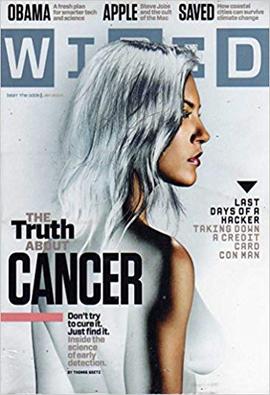 OBAMA A fresh plan for smarter tech and science
APPLE Steve Jobs and the cult of the Mac
SAVED How coastal cities can survive climate change
WIRED
LAST
DAYS OF A
HACKER
TAKING DOWN
A CREDIT
CARD
CON MAN
THE
Truth
ABOUT
CANCER
Don't try
to cure it.
Just find it.
Inside the
science
of early
detection.
BY THOMAS GOETZ